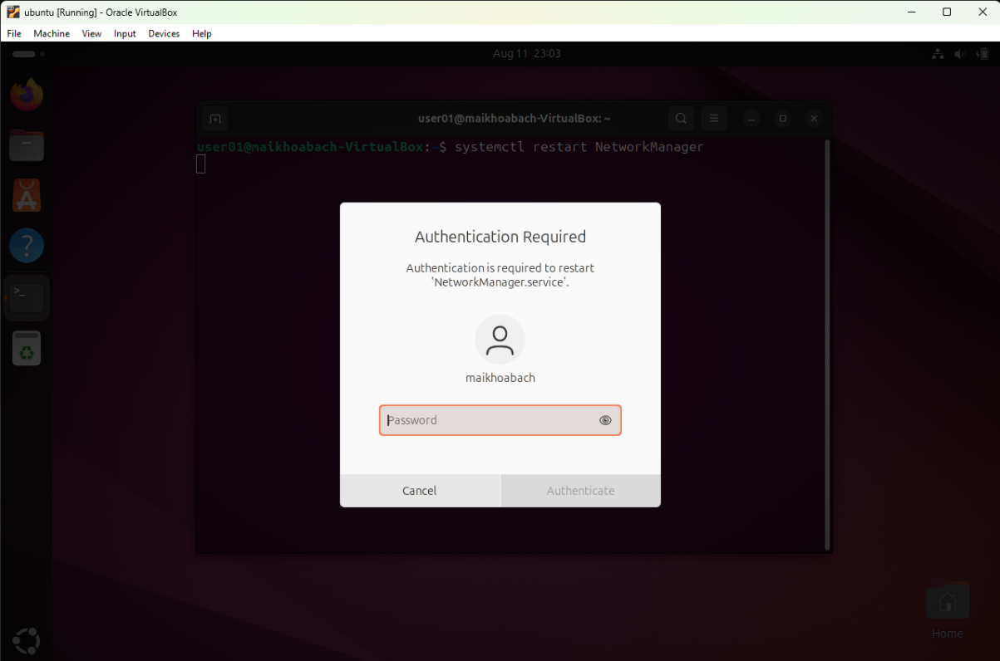 ubuntu [Running] - Oracle VirtualBox
File Machine View Input Devices Help
Aug 11 23:03
user01@maikhoabach-VirtualBox: ~
user01@maikhoabach-VirtualBox:~$ systemctl restart NetworkManager
Authentication Required
Authentication is required to restart
'NetworkManager.service'.
maikhoabach
Password
Cancel Authenticate
Home